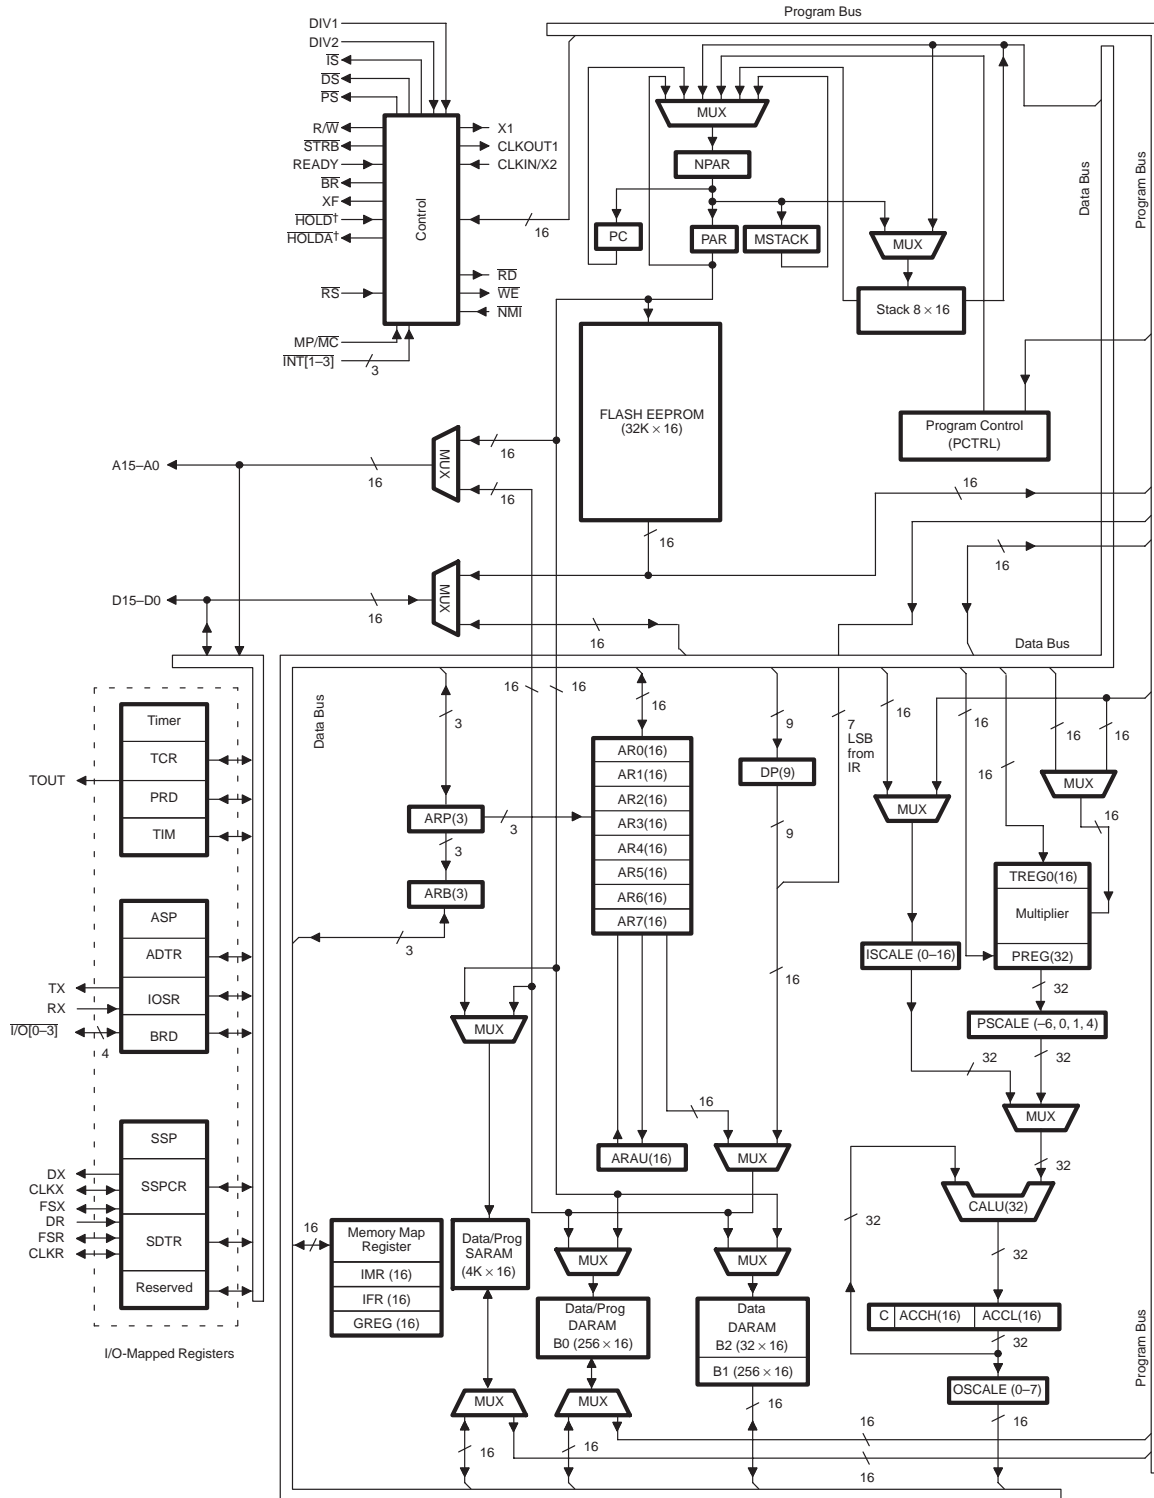 Program Bus
DIV1
DIV2
IS
DS
PS
R/W
STRB
READY
BR
XF
HOLD†
HOLDA†
RS
MP/MC
INT[1–3]
3
Control
X1
CLKOUT1
CLKIN/X2
16
RD
WE
NMI
MUX
NPAR
PC
PAR
MSTACK
MUX
Stack 8 × 16
Data Bus
Program Bus
FLASH EEPROM
(32K × 16)
Program Control
(PCTRL)
A15–A0
16
MUX
16
16
16
16
16
D15–D0
16
MUX
16
Data Bus
Timer
TCR
PRD
TIM
TOUT
ASP
ADTR
IOSR
BRD
TX
RX
I/O[0–3]
4
SSP
SSPCR
SDTR
Reserved
DX
CLKX
FSX
DR
FSR
CLKR
I/O-Mapped Registers
Data Bus
3
16
16
16
9
7
LSB
from
IR
16
16
16
16
16
AR0(16)
AR1(16)
AR2(16)
AR3(16)
AR4(16)
AR5(16)
AR6(16)
AR7(16)
DP(9)
9
ARP(3)
3
3
ARB(3)
3
MUX
MUX
16
TREG0(16)
Multiplier
PREG(32)
ISCALE (0–16)
16
32
MUX
PSCALE (–6, 0, 1, 4)
32
32
MUX
16
ARAU(16)
MUX
32
CALU(32)
32
32
16
Memory Map
Register
IMR (16)
IFR (16)
GREG (16)
Data/Prog
SARAM
(4K × 16)
MUX
MUX
Data/Prog
DARAM
B0 (256 × 16)
Data
DARAM
B2 (32 × 16)
B1 (256 × 16)
C
ACCH(16)
ACCL(16)
32
OSCALE (0–7)
MUX
MUX
16
16
16
16
16
16
Program Bus